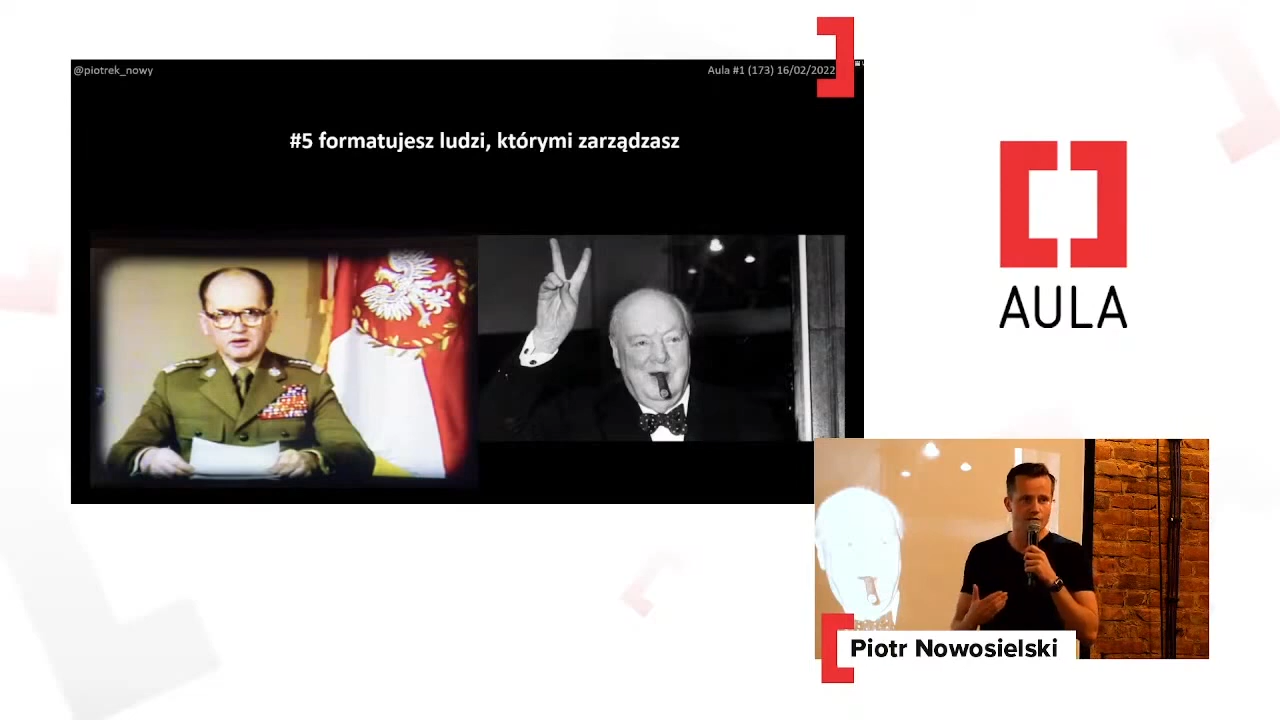 @piotrek_nowy
Aula #1 (173) 16/02/2022
#5 formatujesz ludzi, którymi zarządzasz
AULA
Piotr Nowosielski